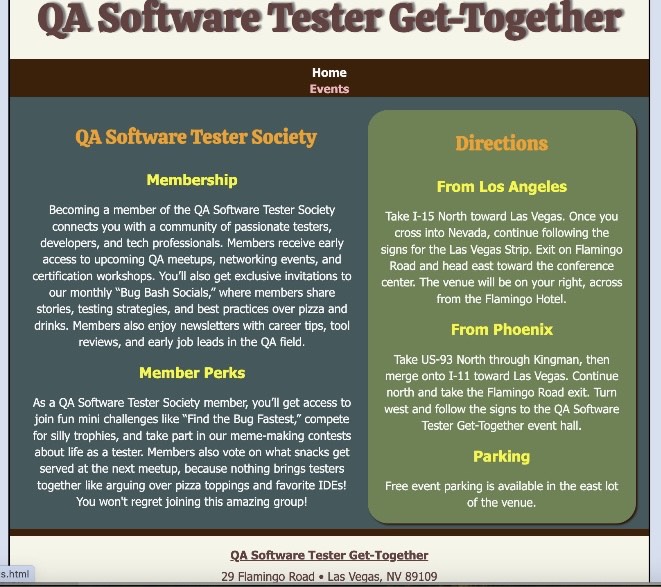 QA Software Tester Get-Together
Home
Events
QA Software Tester Society
Membership
Becoming a member of the QA Software Tester Society
connects you with a community of passionate testers,
developers, and tech professionals. Members receive early
access to upcoming QA meetups, networking events, and
certification workshops. You’ll also get exclusive invitations to
our monthly “Bug Bash Socials,” where members share
stories, testing strategies, and best practices over pizza and
drinks. Members also enjoy newsletters with career tips, tool
reviews, and early job leads in the QA field.
Member Perks
As a QA Software Tester Society member, you’ll get access to
join fun mini challenges like “Find the Bug Fastest,” compete
for silly trophies, and take part in our meme-making contests
about life as a tester. Members also vote on what snacks get
served at the next meetup, because nothing brings testers
together like arguing over pizza toppings and favorite IDEs!
You won't regret joining this amazing group!
Directions
From Los Angeles
Take I-15 North toward Las Vegas. Once you
cross into Nevada, continue following the
signs for the Las Vegas Strip. Exit on Flamingo
Road and head east toward the conference
center. The venue will be on your right, across
from the Flamingo Hotel.
From Phoenix
Take US-93 North through Kingman, then
merge onto I-11 toward Las Vegas. Continue
north and take the Flamingo Road exit. Turn
west and follow the signs to the QA Software
Tester Get-Together event hall.
Parking
Free event parking is available in the east lot
of the venue.
QA Software Tester Get-Together
29 Flamingo Road • Las Vegas, NV 89109
s.html